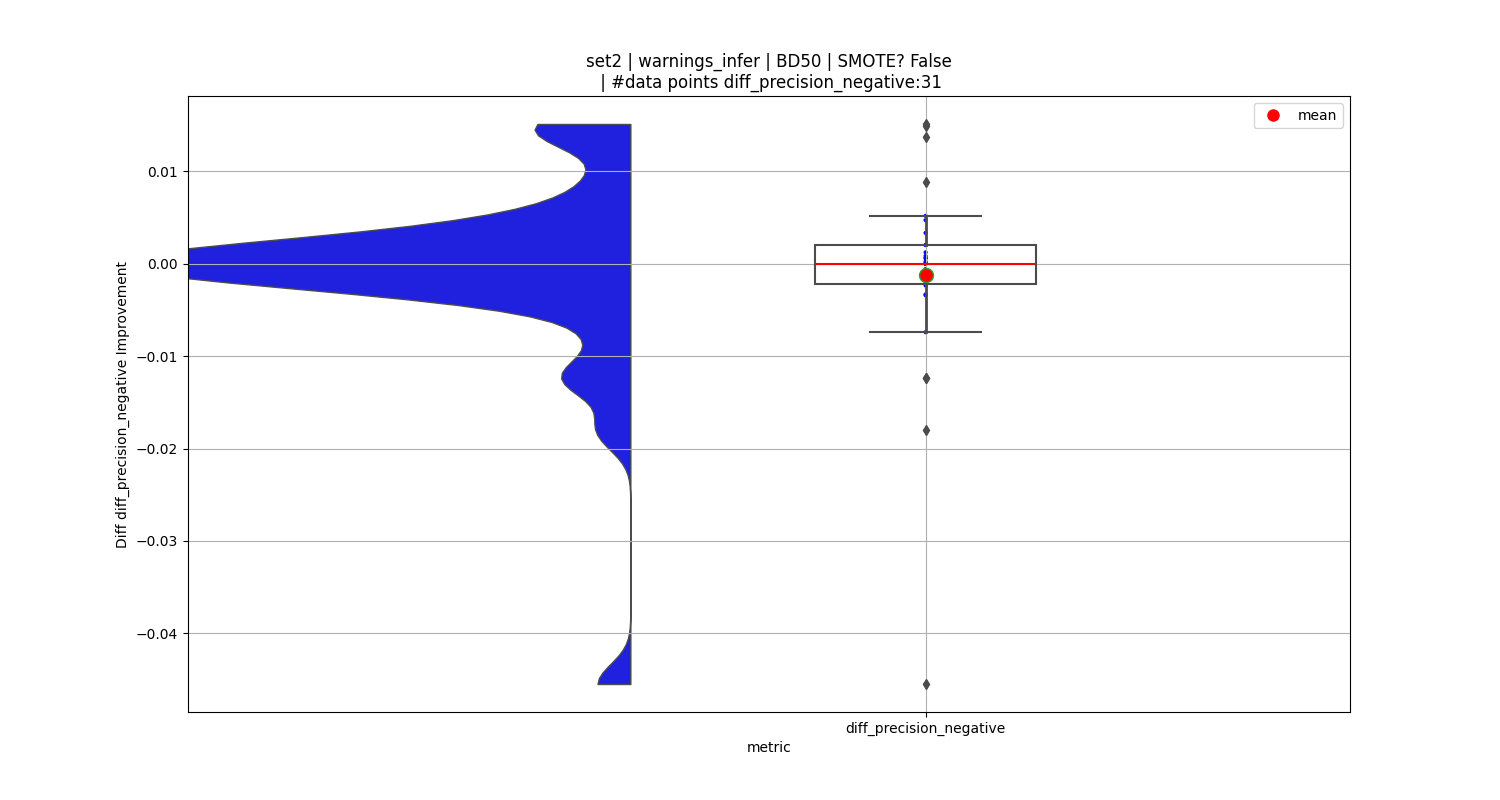 set2 | warnings_infer | BD50 | SMOTE? False
| #data points diff_precision_negative:31
mean
0.01
0.00
−0.01
−0.02
−0.03
−0.04
Diff diff_precision_negative Improvement
diff_precision_negative
metric